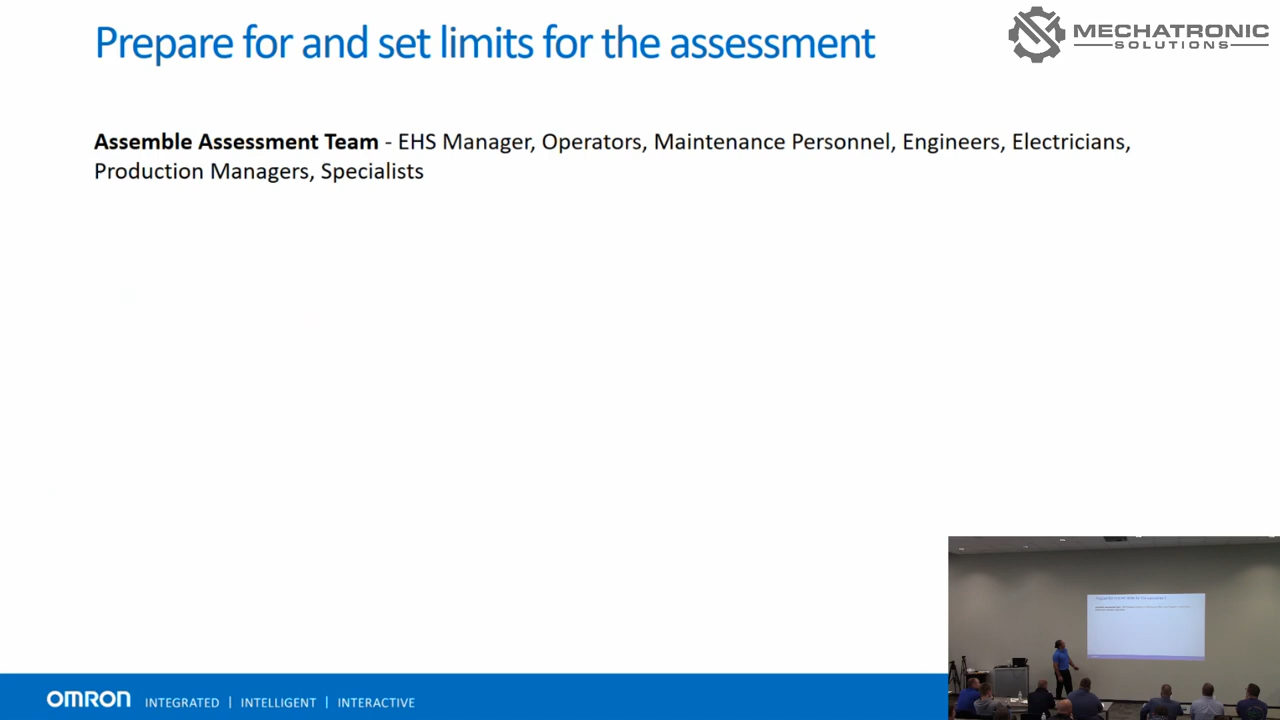 Prepare for and set limits for the assessment
MECHATRONIC
SOLUTIONS
Assemble Assessment Team - EHS Manager, Operators, Maintenance Personnel, Engineers, Electricians,
Production Managers, Specialists
OMRON INTEGRATED | INTELLIGENT | INTERACTIVE